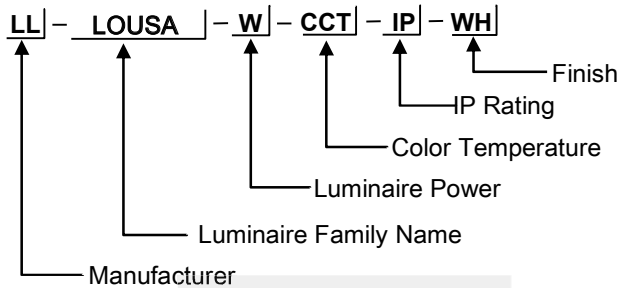 LL – LOUSA – W – CCT – IP – WH
Finish
IP Rating
Color Temperature
Luminaire Power
Luminaire Family Name
Manufacturer